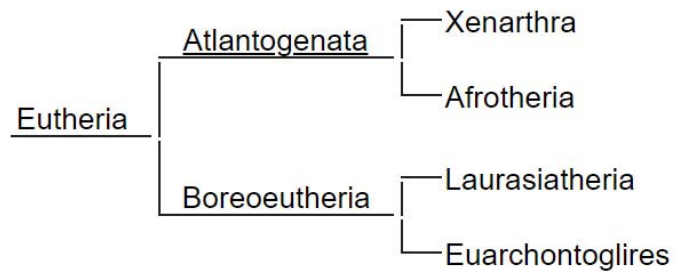 Xenarthra
Atlantogenata
Afrotheria
Eutheria
Laurasiatheria
Boreoeutheria
Euarchontoglires